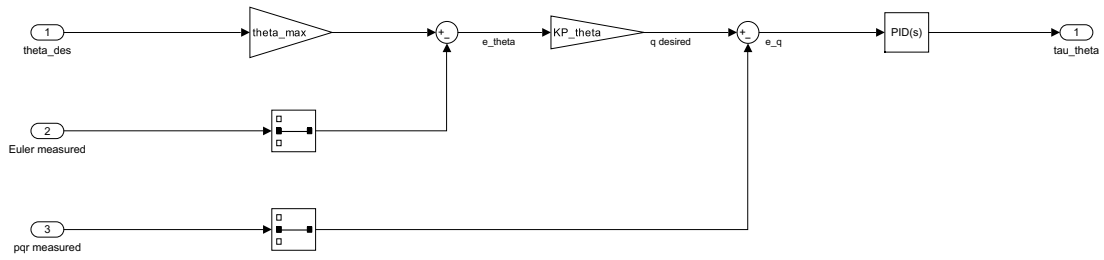 1
theta_des
theta_max
+
_
e_theta
KP_theta
q desired
+
_
e_q
PID(s)
1
tau_theta
2
Euler measured
3
pqr measured